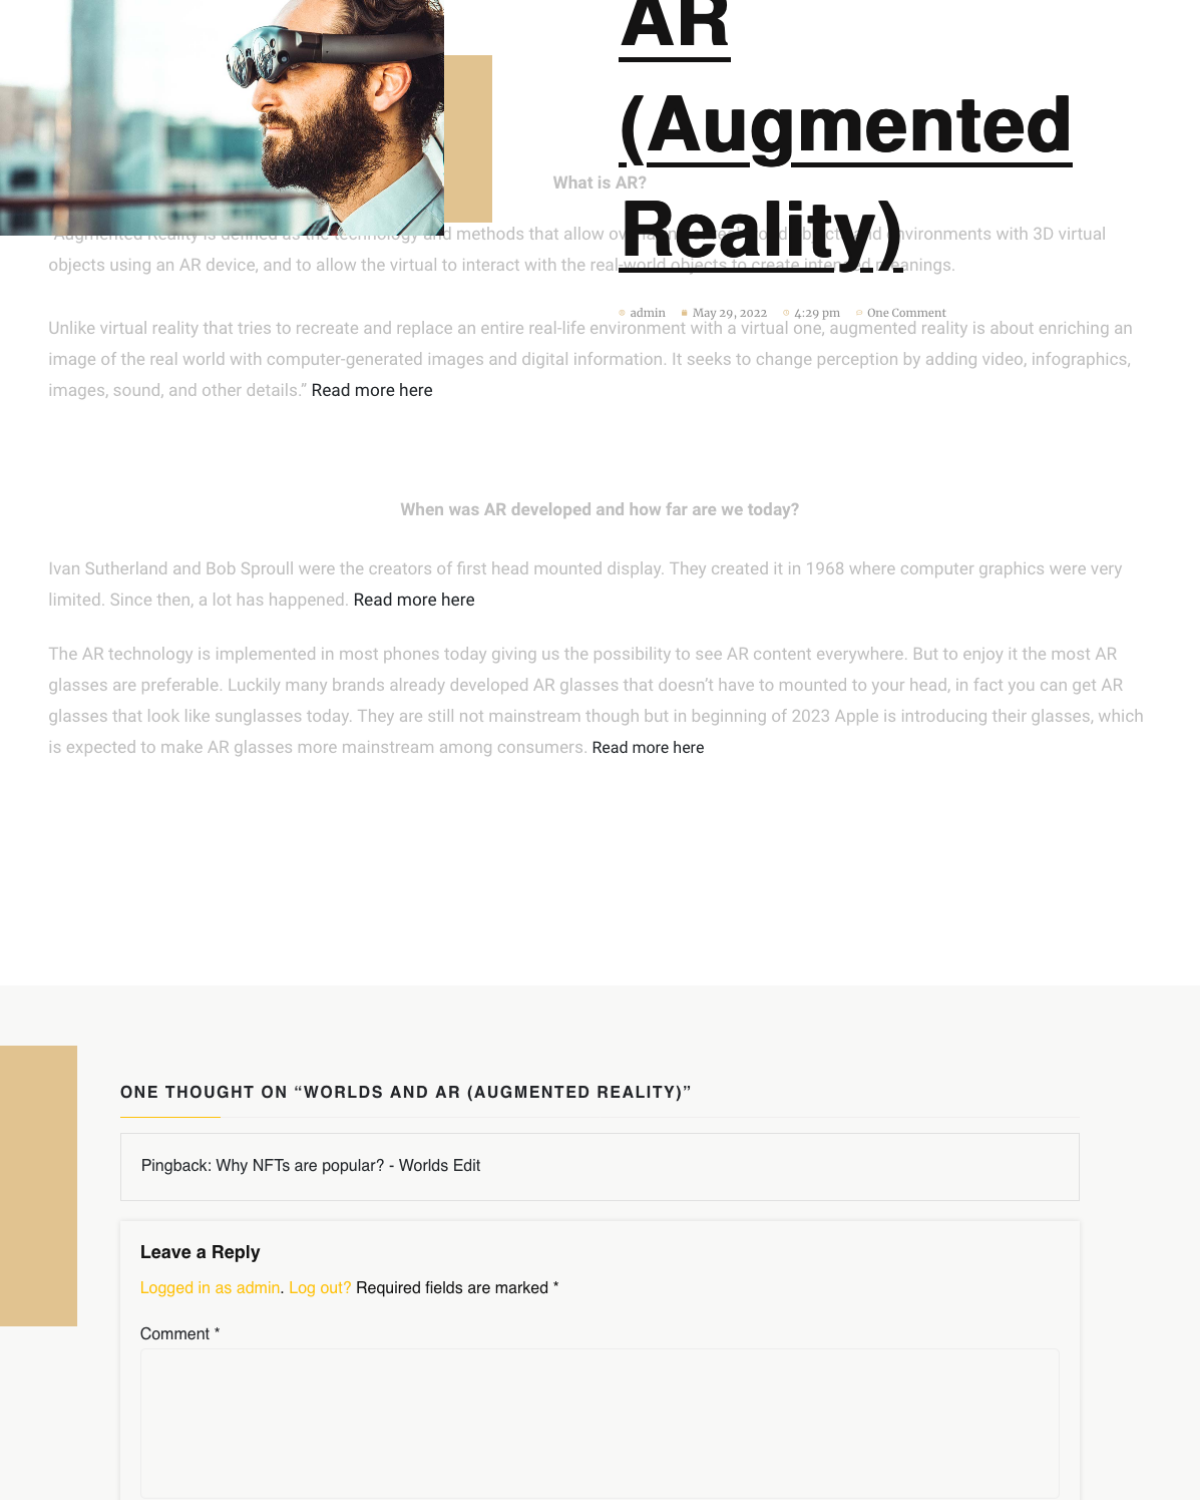 AR
(Augmented
Reality)
admin May 29, 2022 4:29 pm One Comment
What is AR?
Augmented Reality is defined as the technology and methods that allow objects and environments with 3D virtual
objects using an AR device, and to allow the virtual to interact with the real-world objects to create intended meanings.
Unlike virtual reality that tries to recreate and replace an entire real-life environment with a virtual one, augmented reality is about enriching an
image of the real world with computer-generated images and digital information. It seeks to change perception by adding video, infographics,
images, sound, and other details.” Read more here
When was AR developed and how far are we today?
Ivan Sutherland and Bob Sproull were the creators of first head mounted display. They created it in 1968 where computer graphics were very
limited. Since then, a lot has happened. Read more here
The AR technology is implemented in most phones today giving us the possibility to see AR content everywhere. But to enjoy it the most AR
glasses are preferable. Luckily many brands already developed AR glasses that doesn’t have to mounted to your head, in fact you can get AR
glasses that look like sunglasses today. They are still not mainstream though but in beginning of 2023 Apple is introducing their glasses, which
is expected to make AR glasses more mainstream among consumers. Read more here
ONE THOUGHT ON “WORLDS AND AR (AUGMENTED REALITY)”
Pingback: Why NFTs are popular? - Worlds Edit
Leave a Reply
Logged in as admin. Log out? Required fields are marked *
Comment *